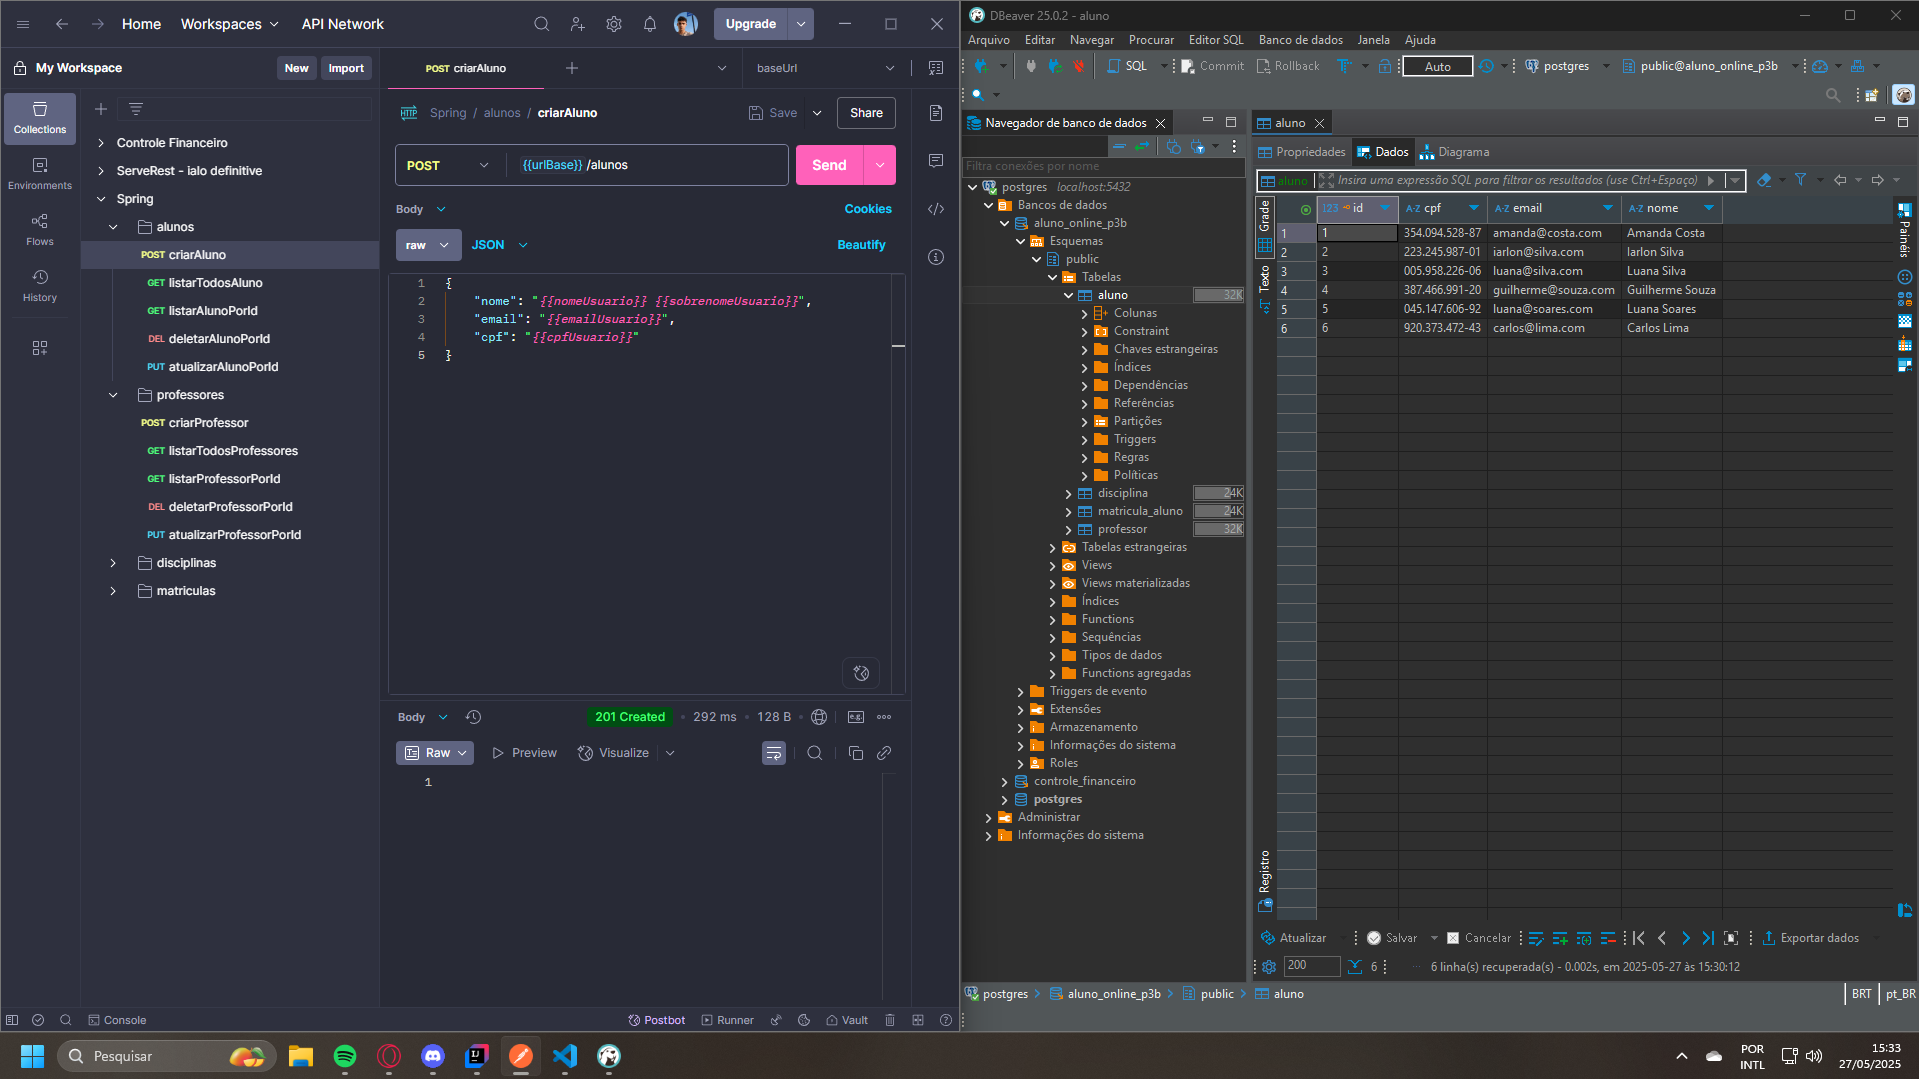 Home
Workspaces
API Network
Upgrade
My Workspace
New
Import
POST criarAluno
baseUrl
Collections
Environments
Flows
History
Controle Financeiro
ServeRest - ialo definitive
Spring
alunos
POST criarAluno
GET listarTodosAluno
GET listarAlunoPorId
DEL deletarAlunoPorId
PUT atualizarAlunoPorId
professores
POST criarProfessor
GET listarTodosProfessores
GET listarProfessorPorId
DEL deletarProfessorPorId
PUT atualizarProfessorPorId
disciplinas
matriculas
HTTP Spring / alunos / criarAluno
Save
Share
POST
{{urlBase}} /alunos
Send
Body
Cookies
raw
JSON
Beautify
1 {
2 "nome": "{{nomeUsuario}} {{sobrenomeUsuario}}",
3 "email": "{{emailUsuario}}",
4 "cpf": "{{cpfUsuario}}"
5 }
Body
201 Created
292 ms
128 B
e.g.
Raw
Preview
Visualize
1
Console
Postbot
Runner
Vault
DBeaver 25.0.2 - aluno
Arquivo Editar Navegar Procurar Editor SQL Banco de dados Janela Ajuda
SQL
Commit
Rollback
Auto
postgres
public@aluno_online_p3b
Navegador de banco de dados
Filtra conexões por nome
postgres localhost:5432
Bancos de dados
aluno_online_p3b
Esquemas
public
Tabelas
aluno 32K
Colunas
Constraint
Chaves estrangeiras
Índices
Dependências
Referências
Partições
Triggers
Regras
Políticas
disciplina 24K
matricula_aluno 24K
professor 32K
Tabelas estrangeiras
Views
Views materializadas
Índices
Functions
Sequências
Tipos de dados
Functions agregadas
Triggers de evento
Extensões
Armazenamento
Informações do sistema
Roles
controle_financeiro
postgres
Administrar
Informações do sistema
aluno
Propriedades
Dados
Diagrama
aluno
Insira uma expressão SQL para filtrar os resultados (use Ctrl+Espaço)
Grade
Texto
Registro
Painéis
123 id A-Z cpf A-Z email A-Z nome
1 1 354.094.528-87 amanda@costa.com Amanda Costa
2 2 223.245.987-01 iarlon@silva.com Iarlon Silva
3 3 005.958.226-06 luana@silva.com Luana Silva
4 4 387.466.991-20 guilherme@souza.com Guilherme Souza
5 5 045.147.606-92 luana@soares.com Luana Soares
6 6 920.373.472-43 carlos@lima.com Carlos Lima
Atualizar
Salvar
Cancelar
Exportar dados
200
6
6 linha(s) recuperada(s) - 0.002s, em 2025-05-27 às 15:30:12
postgres
aluno_online_p3b
public
aluno
BRT
pt_BR
Pesquisar
POR
INTL
15:33
27/05/2025